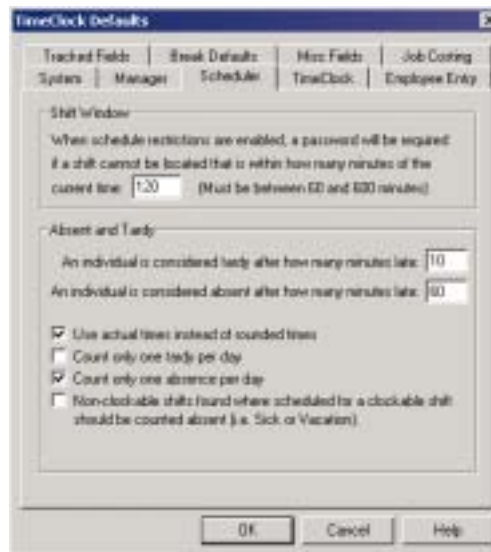 TimeClock Defaults
Tracked Fields Break Defaults Misc Fields Job Costing
System Manager Scheduler TimeClock Employee Entry
Shift Window
When schedule restrictions are enabled, a password will be required
if a shift cannot be located that is within how many minutes of the
current time: 120 (Must be between 60 and 600 minutes)
Absent and Tardy
An individual is considered tardy after how many minutes late: 10
An individual is considered absent after how many minutes late: 60
Use actual times instead of rounded times
Count only one tardy per day
Count only one absence per day
Non-clockable shifts found where scheduled for a clockable shift
should be counted absent (i.e. Sick or Vacation)
OK Cancel Help